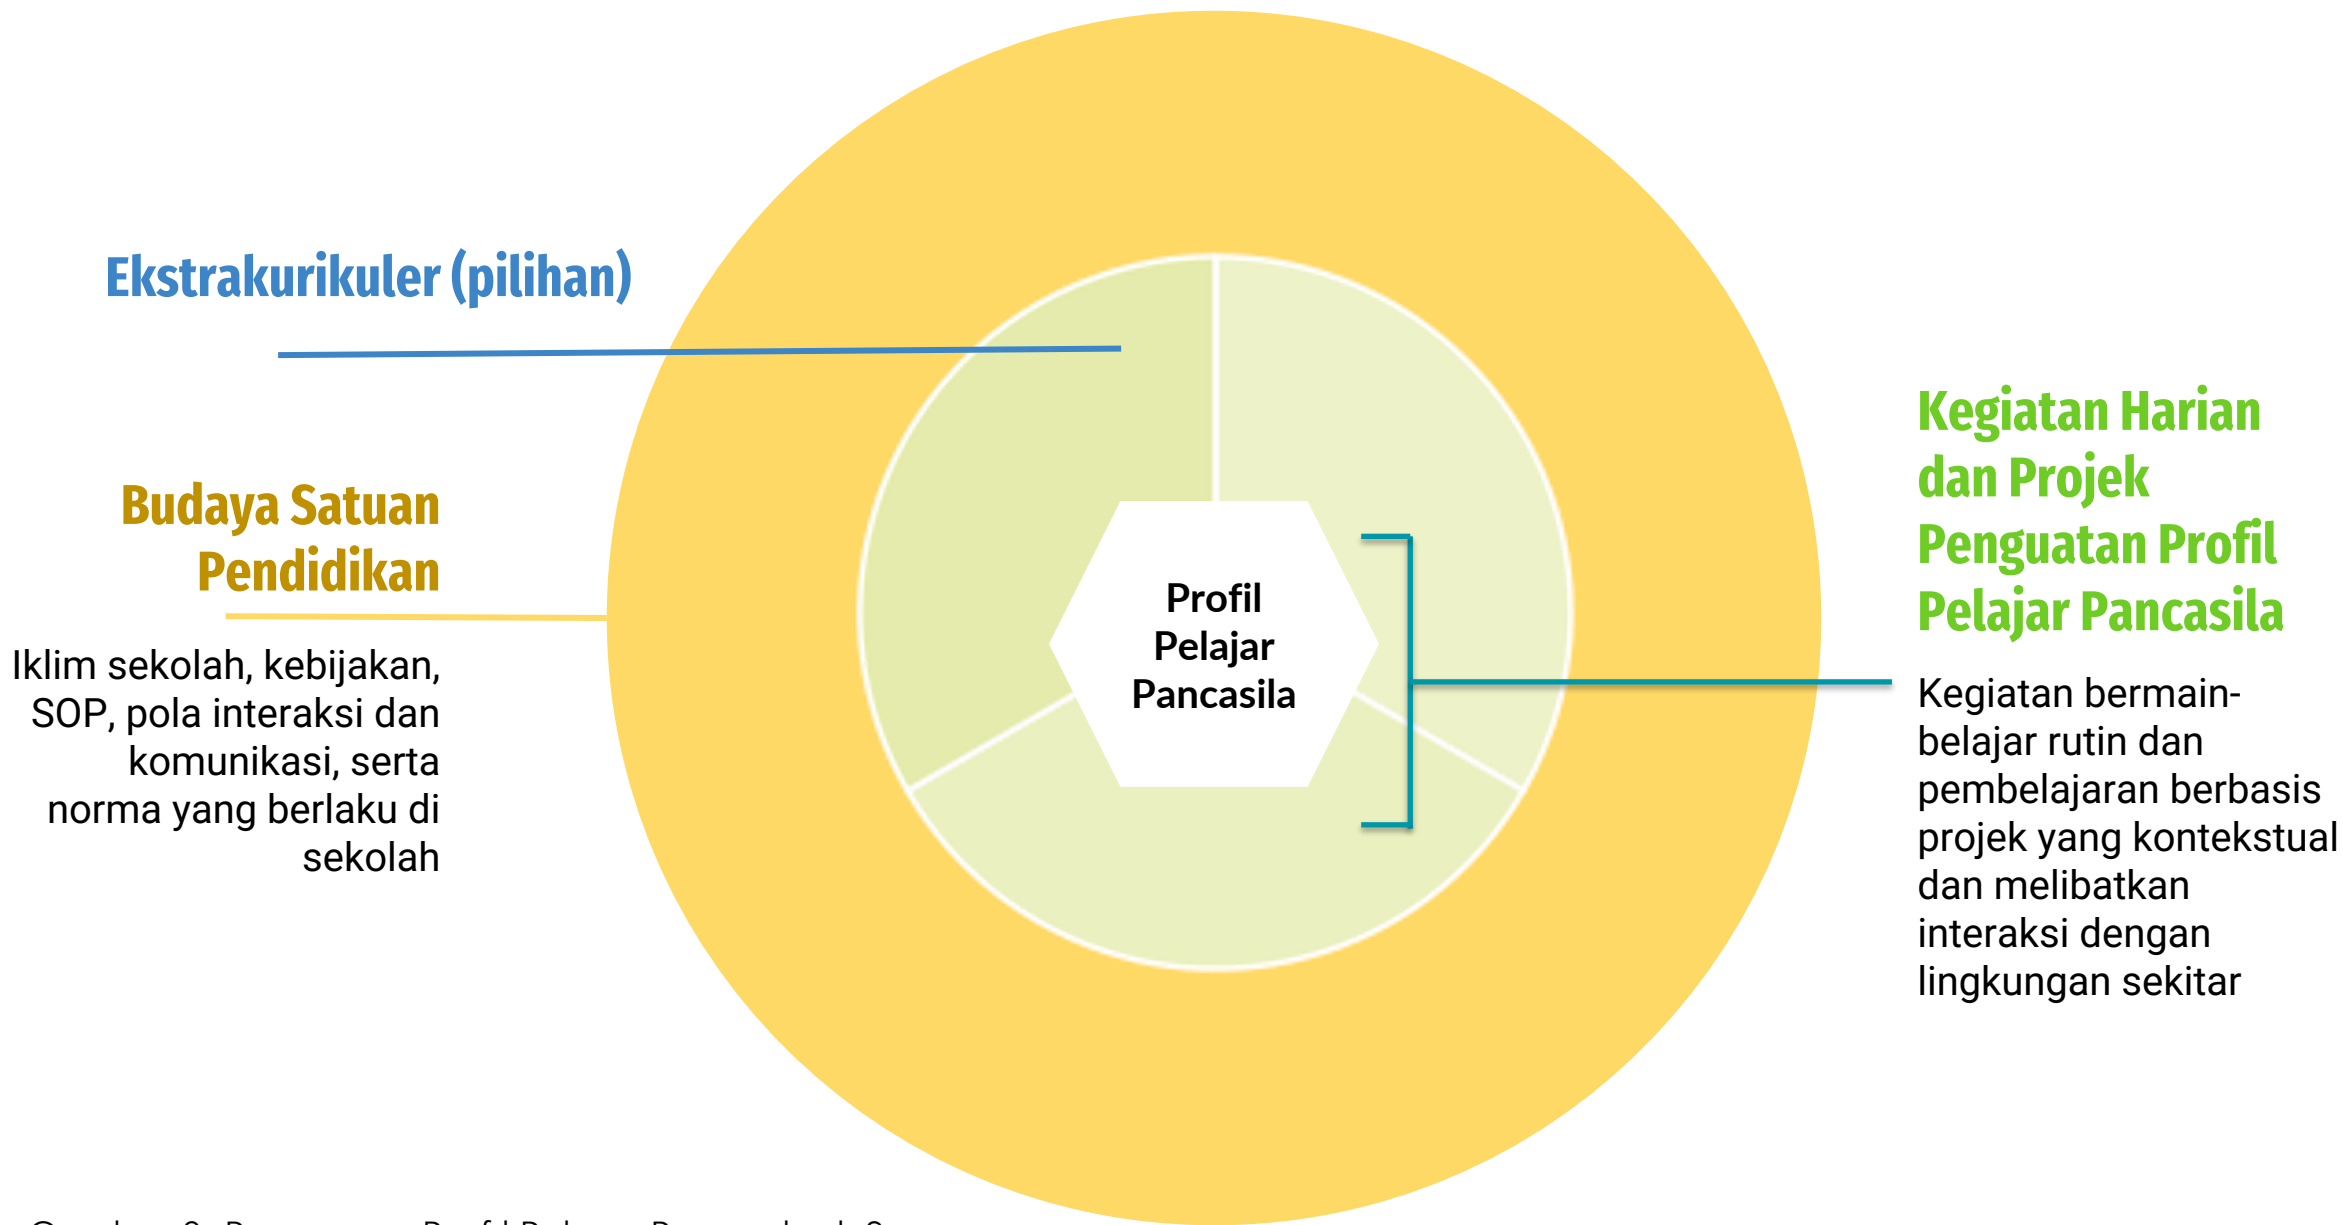 Ekstrakurikuler (pilihan)
Budaya Satuan
Pendidikan
Iklim sekolah, kebijakan,
SOP, pola interaksi dan
komunikasi, serta
norma yang berlaku di
sekolah
Profil
Pelajar
Pancasila
Kegiatan Harian
dan Projek
Penguatan Profil
Pelajar Pancasila
Kegiatan bermain-
belajar rutin dan
pembelajaran berbasis
projek yang kontekstual
dan melibatkan
interaksi dengan
lingkungan sekitar